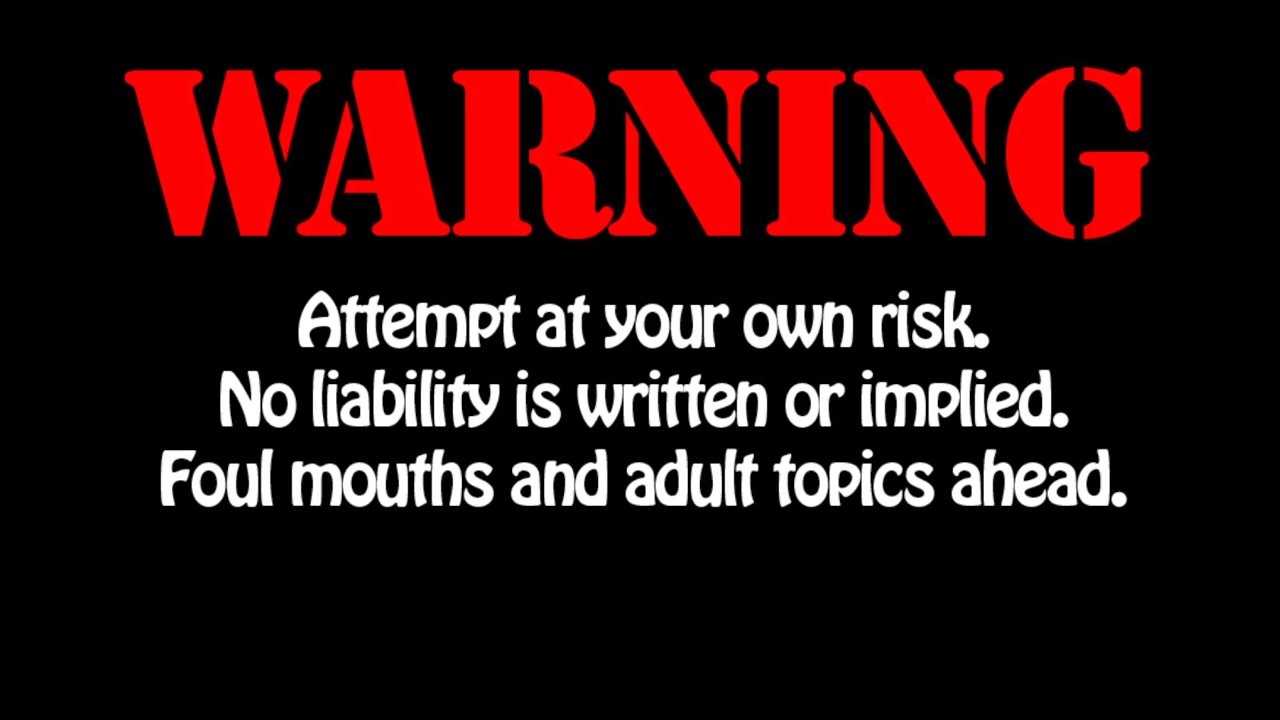 WARNING
Attempt at your own risk.
No liability is written or implied.
Foul mouths and adult topics ahead.